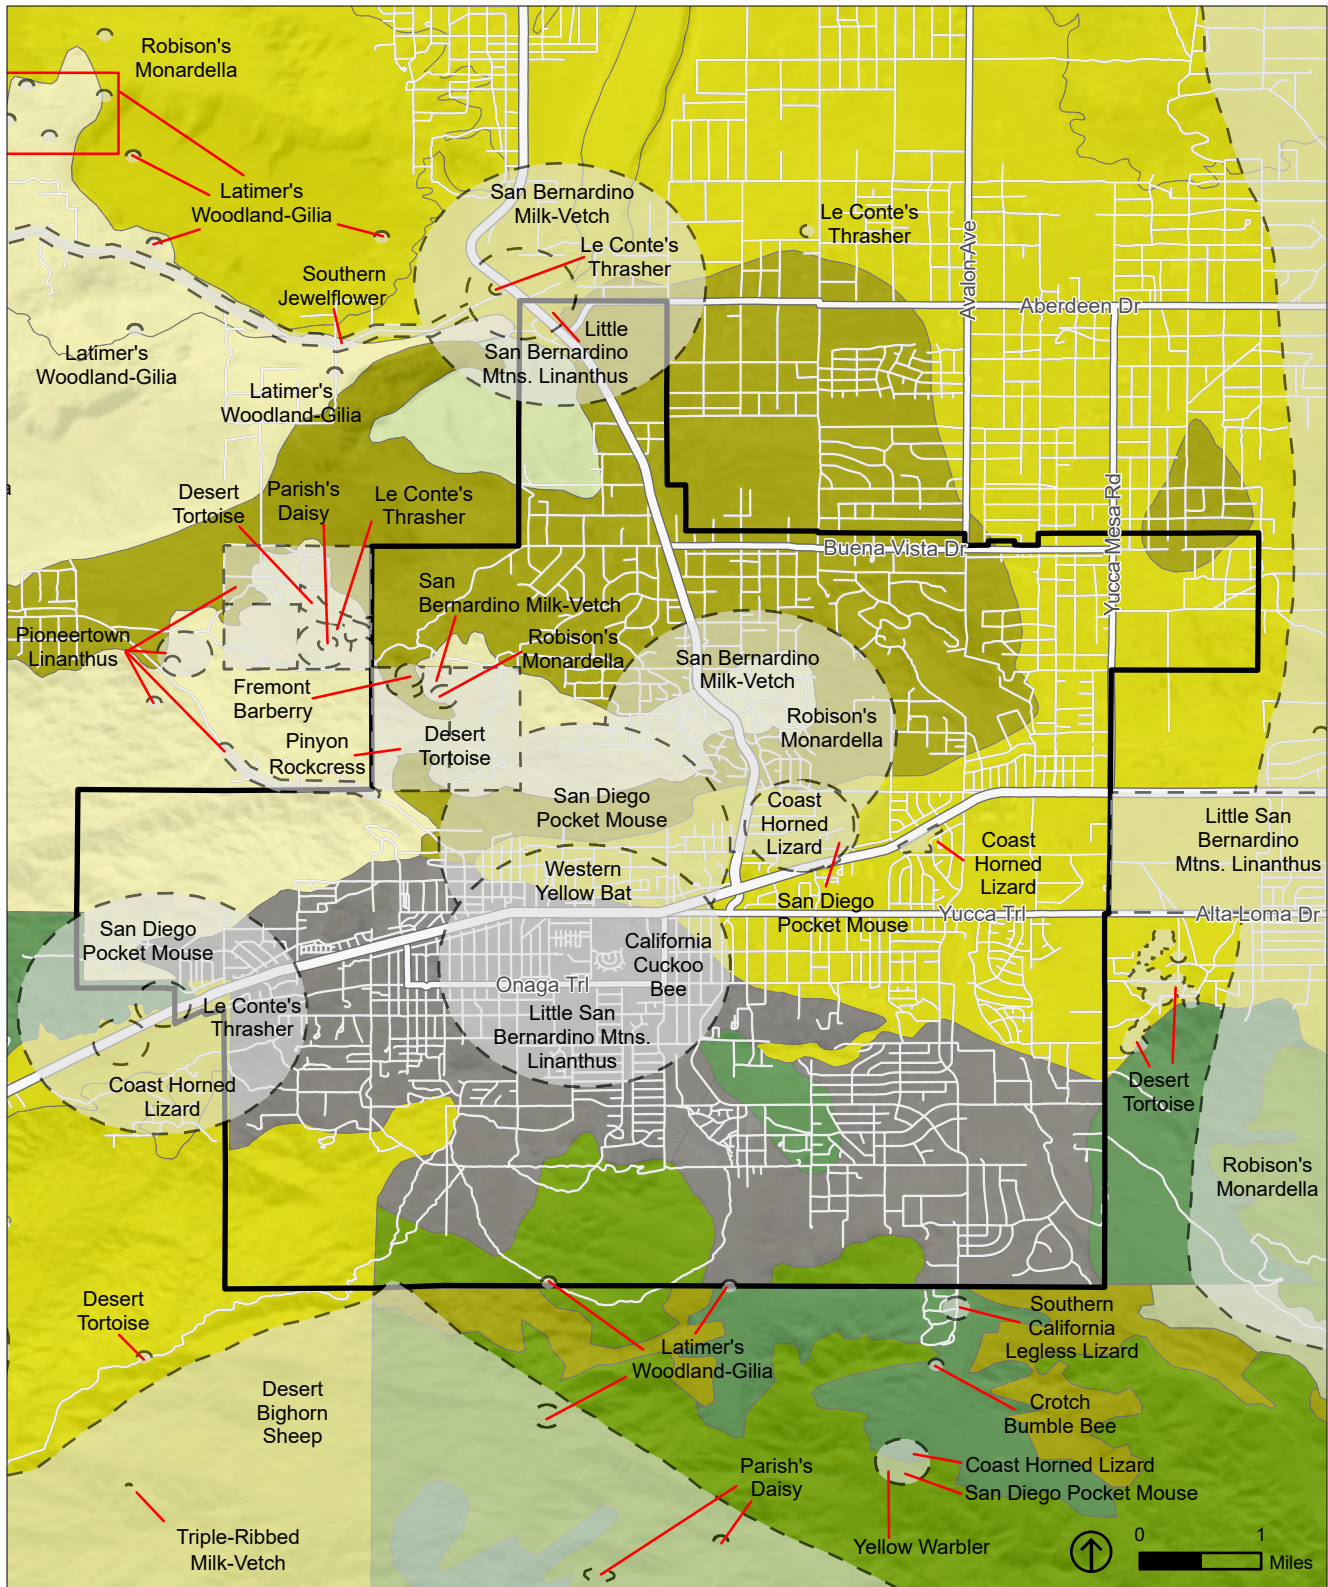 Robison's
Monardella
Latimer's
Woodland-Gilia
San Bernardino
Milk-Vetch
Le Conte's
Thrasher
Le Conte's
Thrasher
Avalon Ave
Aberdeen Dr
Southern
Jewelflower
Little
San Bernardino
Mtns. Linanthus
Latimer's
Woodland-Gilia
Latimer's
Woodland-Gilia
a
Desert
Tortoise
Parish's
Daisy
Le Conte's
Thrasher
Yucca Mesa Rd
Buena Vista Dr
San
Bernardino Milk-Vetch
Robison's
Monardella
Pioneertown
Linanthus
San Bernardino
Milk-Vetch
Fremont
Barberry
Robison's
Monardella
Pinyon
Rockcress
Desert
Tortoise
San Diego
Pocket Mouse
Coast
Horned
Lizard
Coast
Horned
Lizard
Little San
Bernardino
Mtns. Linanthus
Western
Yellow Bat
San Diego
Pocket Mouse
Yucca Trl
Alta Loma Dr
San Diego
Pocket Mouse
California
Cuckoo
Bee
Onaga Trl
Le Conte's
Thrasher
Little San
Bernardino Mtns.
Linanthus
Coast Horned
Lizard
Desert
Tortoise
Robison's
Monardella
Desert
Tortoise
Southern
California
Legless Lizard
Latimer's
Woodland-Gilia
Desert
Bighorn
Sheep
Crotch
Bumble Bee
Parish's
Daisy
Coast Horned Lizard
San Diego Pocket Mouse
Yellow Warbler
Triple-Ribbed
Milk-Vetch
0 1
Miles